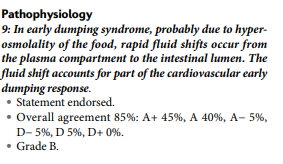 Pathophysiology
9: In early dumping syndrome, probably due to hyper-
osmolality of the food, rapid fluid shifts occur from
the plasma compartment to the intestinal lumen. The
fluid shift accounts for part of the cardiovascular early
dumping response.
• Statement endorsed.
• Overall agreement 85%: A+ 45%, A 40%, A− 5%,
D− 5%, D 5%, D+ 0%.
• Grade B.